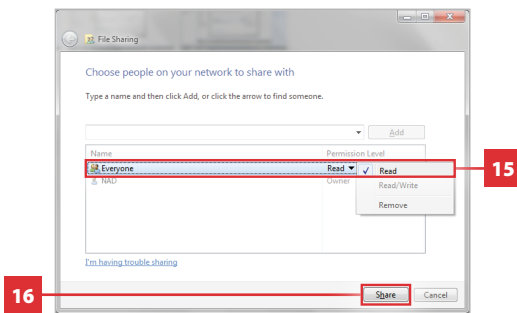 File Sharing
Choose people on your network to share with
Type a name and then click Add, or click the arrow to find someone.
Add
Name Permission Level
Everyone Read ▼ ✓ Read
15
NAD Owner Read/Write
Remove
I'm having trouble sharing
16
Share Cancel